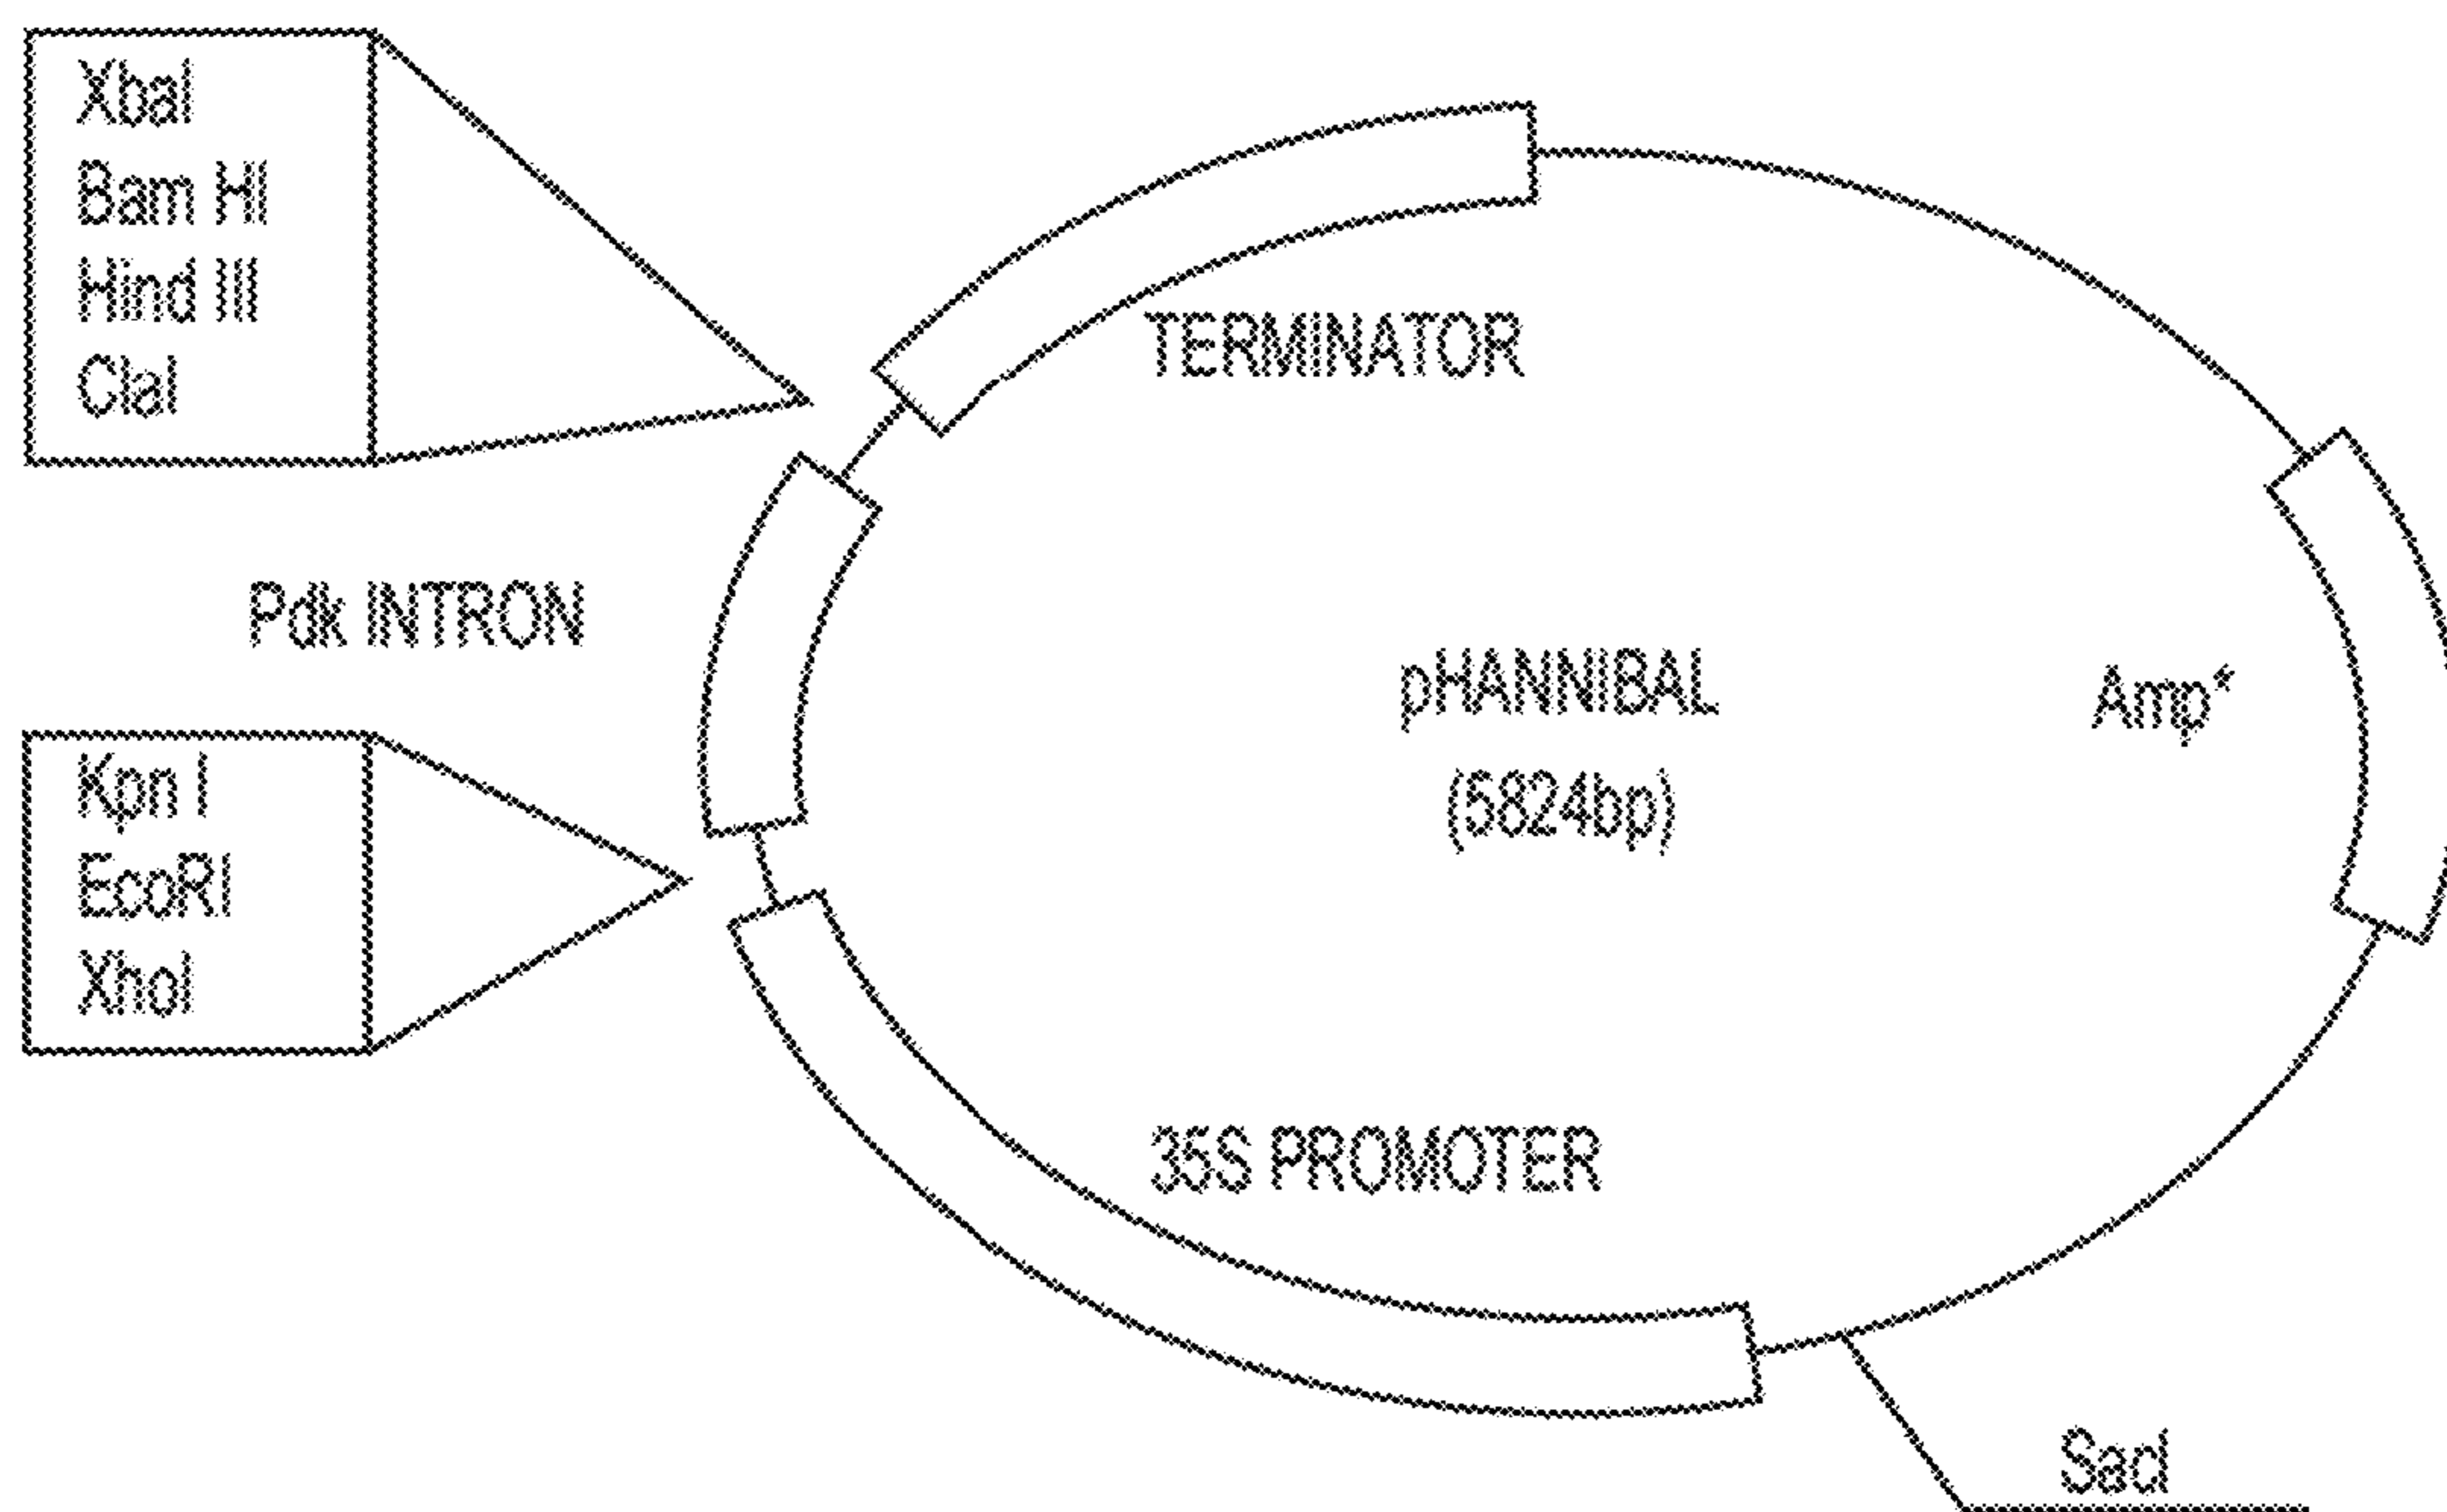 XbaI
Bam HI
Hind III
ClaI
TERMINATOR
Pdk INTRON
pHANNIBAL
(5824bp)
Amp
Kpn I
EcoRI
XhoI
35S PROMOTER
SacI